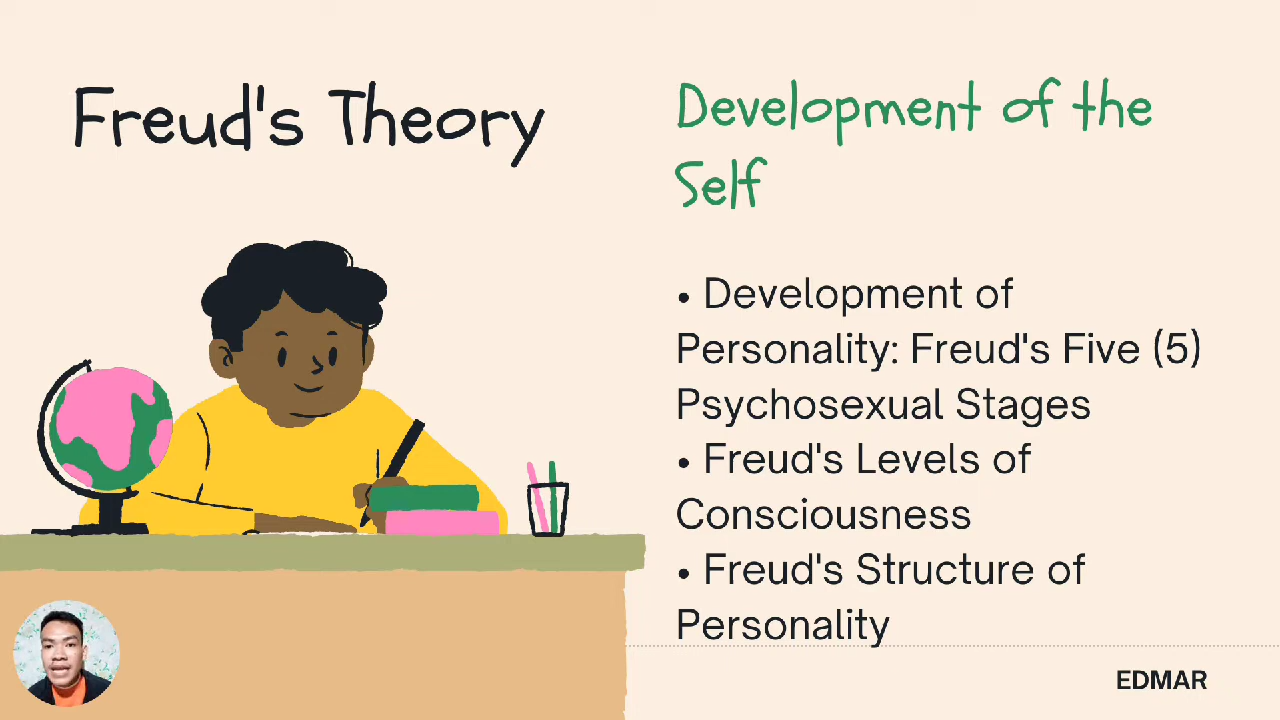 Freud's Theory
Development of the
Self
• Development of
Personality: Freud's Five (5)
Psychosexual Stages
• Freud's Levels of
Consciousness
• Freud's Structure of
Personality
EDMAR